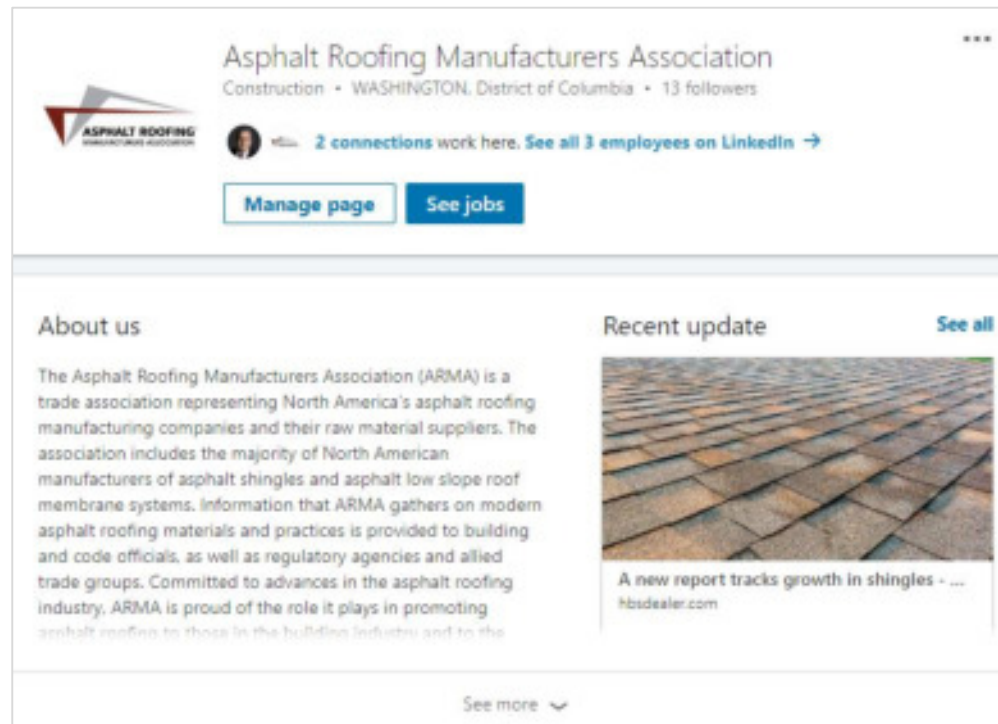 Asphalt Roofing Manufacturers Association
Construction • WASHINGTON, District of Columbia • 13 followers
ASPHALT ROOFING
MANUFACTURERS ASSOCIATION
2 connections work here. See all 3 employees on LinkedIn →
Manage page
See jobs
About us
The Asphalt Roofing Manufacturers Association (ARMA) is a
trade association representing North America's asphalt roofing
manufacturing companies and their raw material suppliers. The
association includes the majority of North American
manufacturers of asphalt shingles and asphalt low slope roof
membrane systems. Information that ARMA gathers on modern
asphalt roofing materials and practices is provided to building
and code officials, as well as regulatory agencies and allied
trade groups. Committed to advances in the asphalt roofing
industry, ARMA is proud of the role it plays in promoting
asphalt roofing to those in the building industry and to the
Recent update
See all
A new report tracks growth in shingles - ...
hbsdealer.com
See more